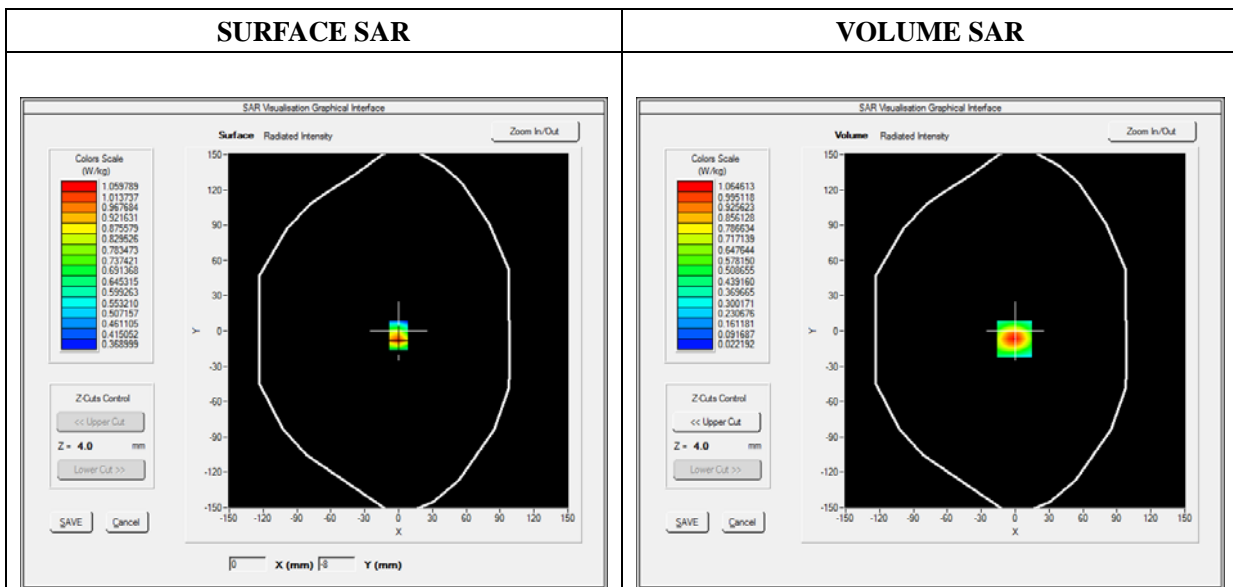 SURFACE SAR
VOLUME SAR
SAR Visualisation Graphical Interface
Surface Radiated Intensity
Zoom In/Out
Colors Scale
(W/kg)
1.059789
1.013737
0.967684
0.921631
0.875579
0.829526
0.783473
0.737421
0.691368
0.645315
0.599263
0.553210
0.507157
0.461105
0.415052
0.368999
Z-Cuts Control
<< Upper Cut
Z = 4.0 mm
Lower Cut >>
SAVE Cancel
150
120
90
60
30
0
-30
-60
-90
-120
-150
Y
-150 -120 -90 -60 -30 0 30 60 90 120 150
X
0 X (mm) -8 Y (mm)
SAR Visualisation Graphical Interface
Volume Radiated Intensity
Zoom In/Out
Colors Scale
(W/kg)
1.064613
0.995118
0.925623
0.856128
0.786634
0.717139
0.647644
0.578150
0.508655
0.439160
0.369665
0.300171
0.230676
0.161181
0.091687
0.022192
Z-Cuts Control
<< Upper Cut
Z = 4.0 mm
Lower Cut >>
SAVE Cancel
150
120
90
60
30
0
-30
-60
-90
-120
-150
Y
-150 -120 -90 -60 -30 0 30 60 90 120 150
X